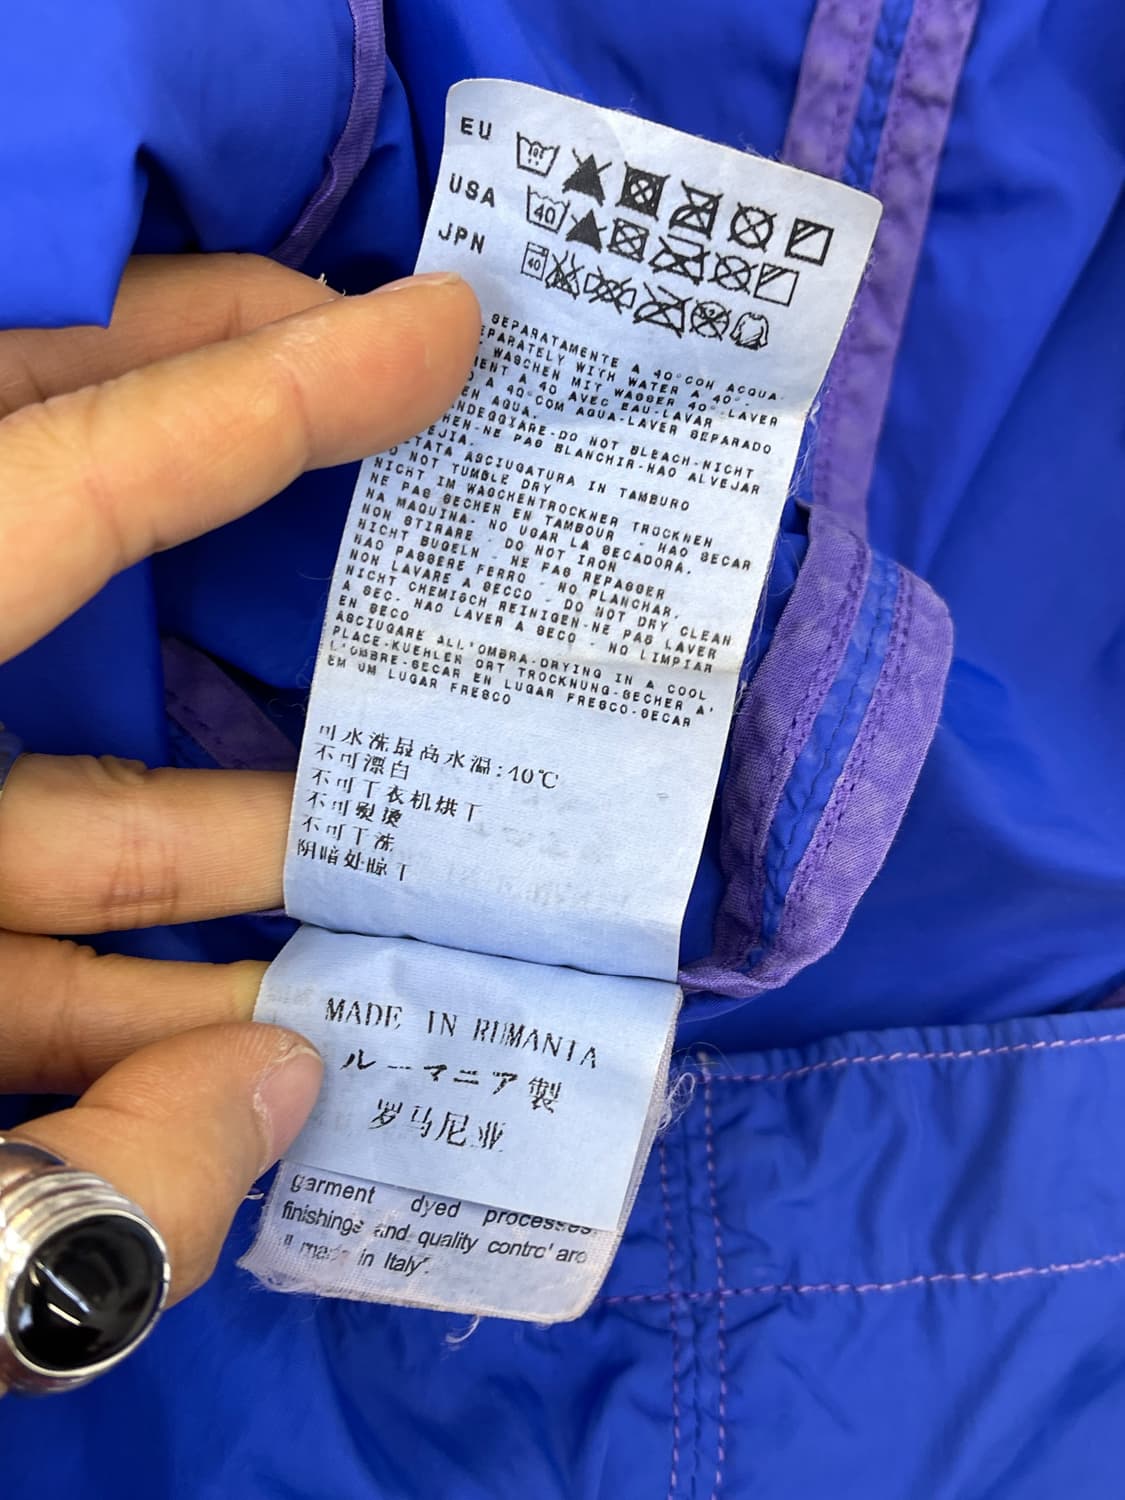 EU
USA
40
JPN
40
SEPARATAMENTE A 40°CON ACQUA-
SEPARATELY WITH WATER A 40°-
WASCHEN MIT WASSER 40°-LAVER
A 40 AVEC EAU-LAVAR
A 40°COM AGUA-LAVER SEPARADO
EN AGUA.
CANDEGGIARE-DO NOT BLEACH-NICHT
-NE PAS BLANCHIR-NAO ALVEJAR
TATA ASCIUGATURA IN TAMBURO
NOT TUMBLE DRY
NICHT IM WASCHENTROCKNER TROCKNEN
NE PAS SECHER EN TAMBOUR - NAO SECAR
NA MAQUINA. NO USAR LA SECADORA.
NON STIRARE - DO NOT IRON
NICHT BUGELN - NE PAS REPASSER
NAO PASSERE FERRO - NO PLANCHAR.
NON LAVARE A SECCO - DO NOT DRY CLEAN
NICHT CHEMISCH REINIGEN-NE PAS LAVER
A SEC. NAO LAVER A SECO - NO LIMPIAR
EN SECO
ASCIUGARE ALL'OMBRA-DRYING IN A COOL
PLACE-KUEHLEN ORT TROCKNUNG-SECHER A'
L'OMBRE-SECAR EN LUGAR FRESCO-SECAR
EM UM LUGAR FRESCO
可水洗最高水温:40℃
不可漂白
不可干衣机烘干
不可熨烫
不可干洗
阴暗处晾干
MADE IN RUMANIA
ルーマニア製
罗马尼亚
garment dyed processes,
finishings and quality control are
all made in Italy".